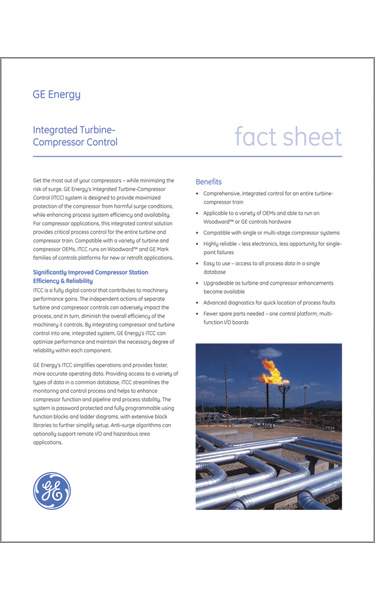 GE Energy
Integrated Turbine-
Compressor Control
fact sheet
Get the most out of your compressors – while minimizing the
risk of surge. GE Energy's Integrated Turbine-Compressor
Control (ITCC) system is designed to provide maximized
protection of the compressor from harmful surge conditions,
while enhancing process system efficiency and availability.
For compressor applications, this integrated control solution
provides critical process control for the entire turbine and
compressor train. Compatible with a variety of turbine and
compressor OEMs, ITCC runs on Woodward™ and GE Mark
families of controls platforms for new or retrofit applications.
Significantly Improved Compressor Station
Efficiency & Reliability
ITCC is a fully digital control that contributes to machinery
performance gains. The independent actions of separate
turbine and compressor controls can adversely impact the
process, and in turn, diminish the overall efficiency of the
machinery it controls. By integrating compressor and turbine
control into one, integrated system, GE Energy's ITCC can
optimize performance and maintain the necessary degree of
reliability within each component.
GE Energy's ITCC simplifies operations and provides faster,
more accurate operating data. Providing access to a variety of
types of data in a common database, ITCC streamlines the
monitoring and control process and helps to enhance
compressor function and pipeline and process stability. The
system is password protected and fully programmable using
function blocks and ladder diagrams, with extensive block
libraries to further simplify setup. Anti-surge algorithms can
optionally support remote I/O and hazardous area
applications.
Benefits
• Comprehensive, integrated control for an entire turbine-
compressor train
• Applicable to a variety of OEMs and able to run on
Woodward™ or GE controls hardware
• Compatible with single or multi-stage compressor systems
• Highly reliable – less electronics, less opportunity for single-
point failures
• Easy to use – access to all process data in a single
database
• Upgradeable as turbine and compressor enhancements
become available
• Advanced diagnostics for quick location of process faults
• Fewer spare parts needed – one control platform, multi-
function I/O boards
GE